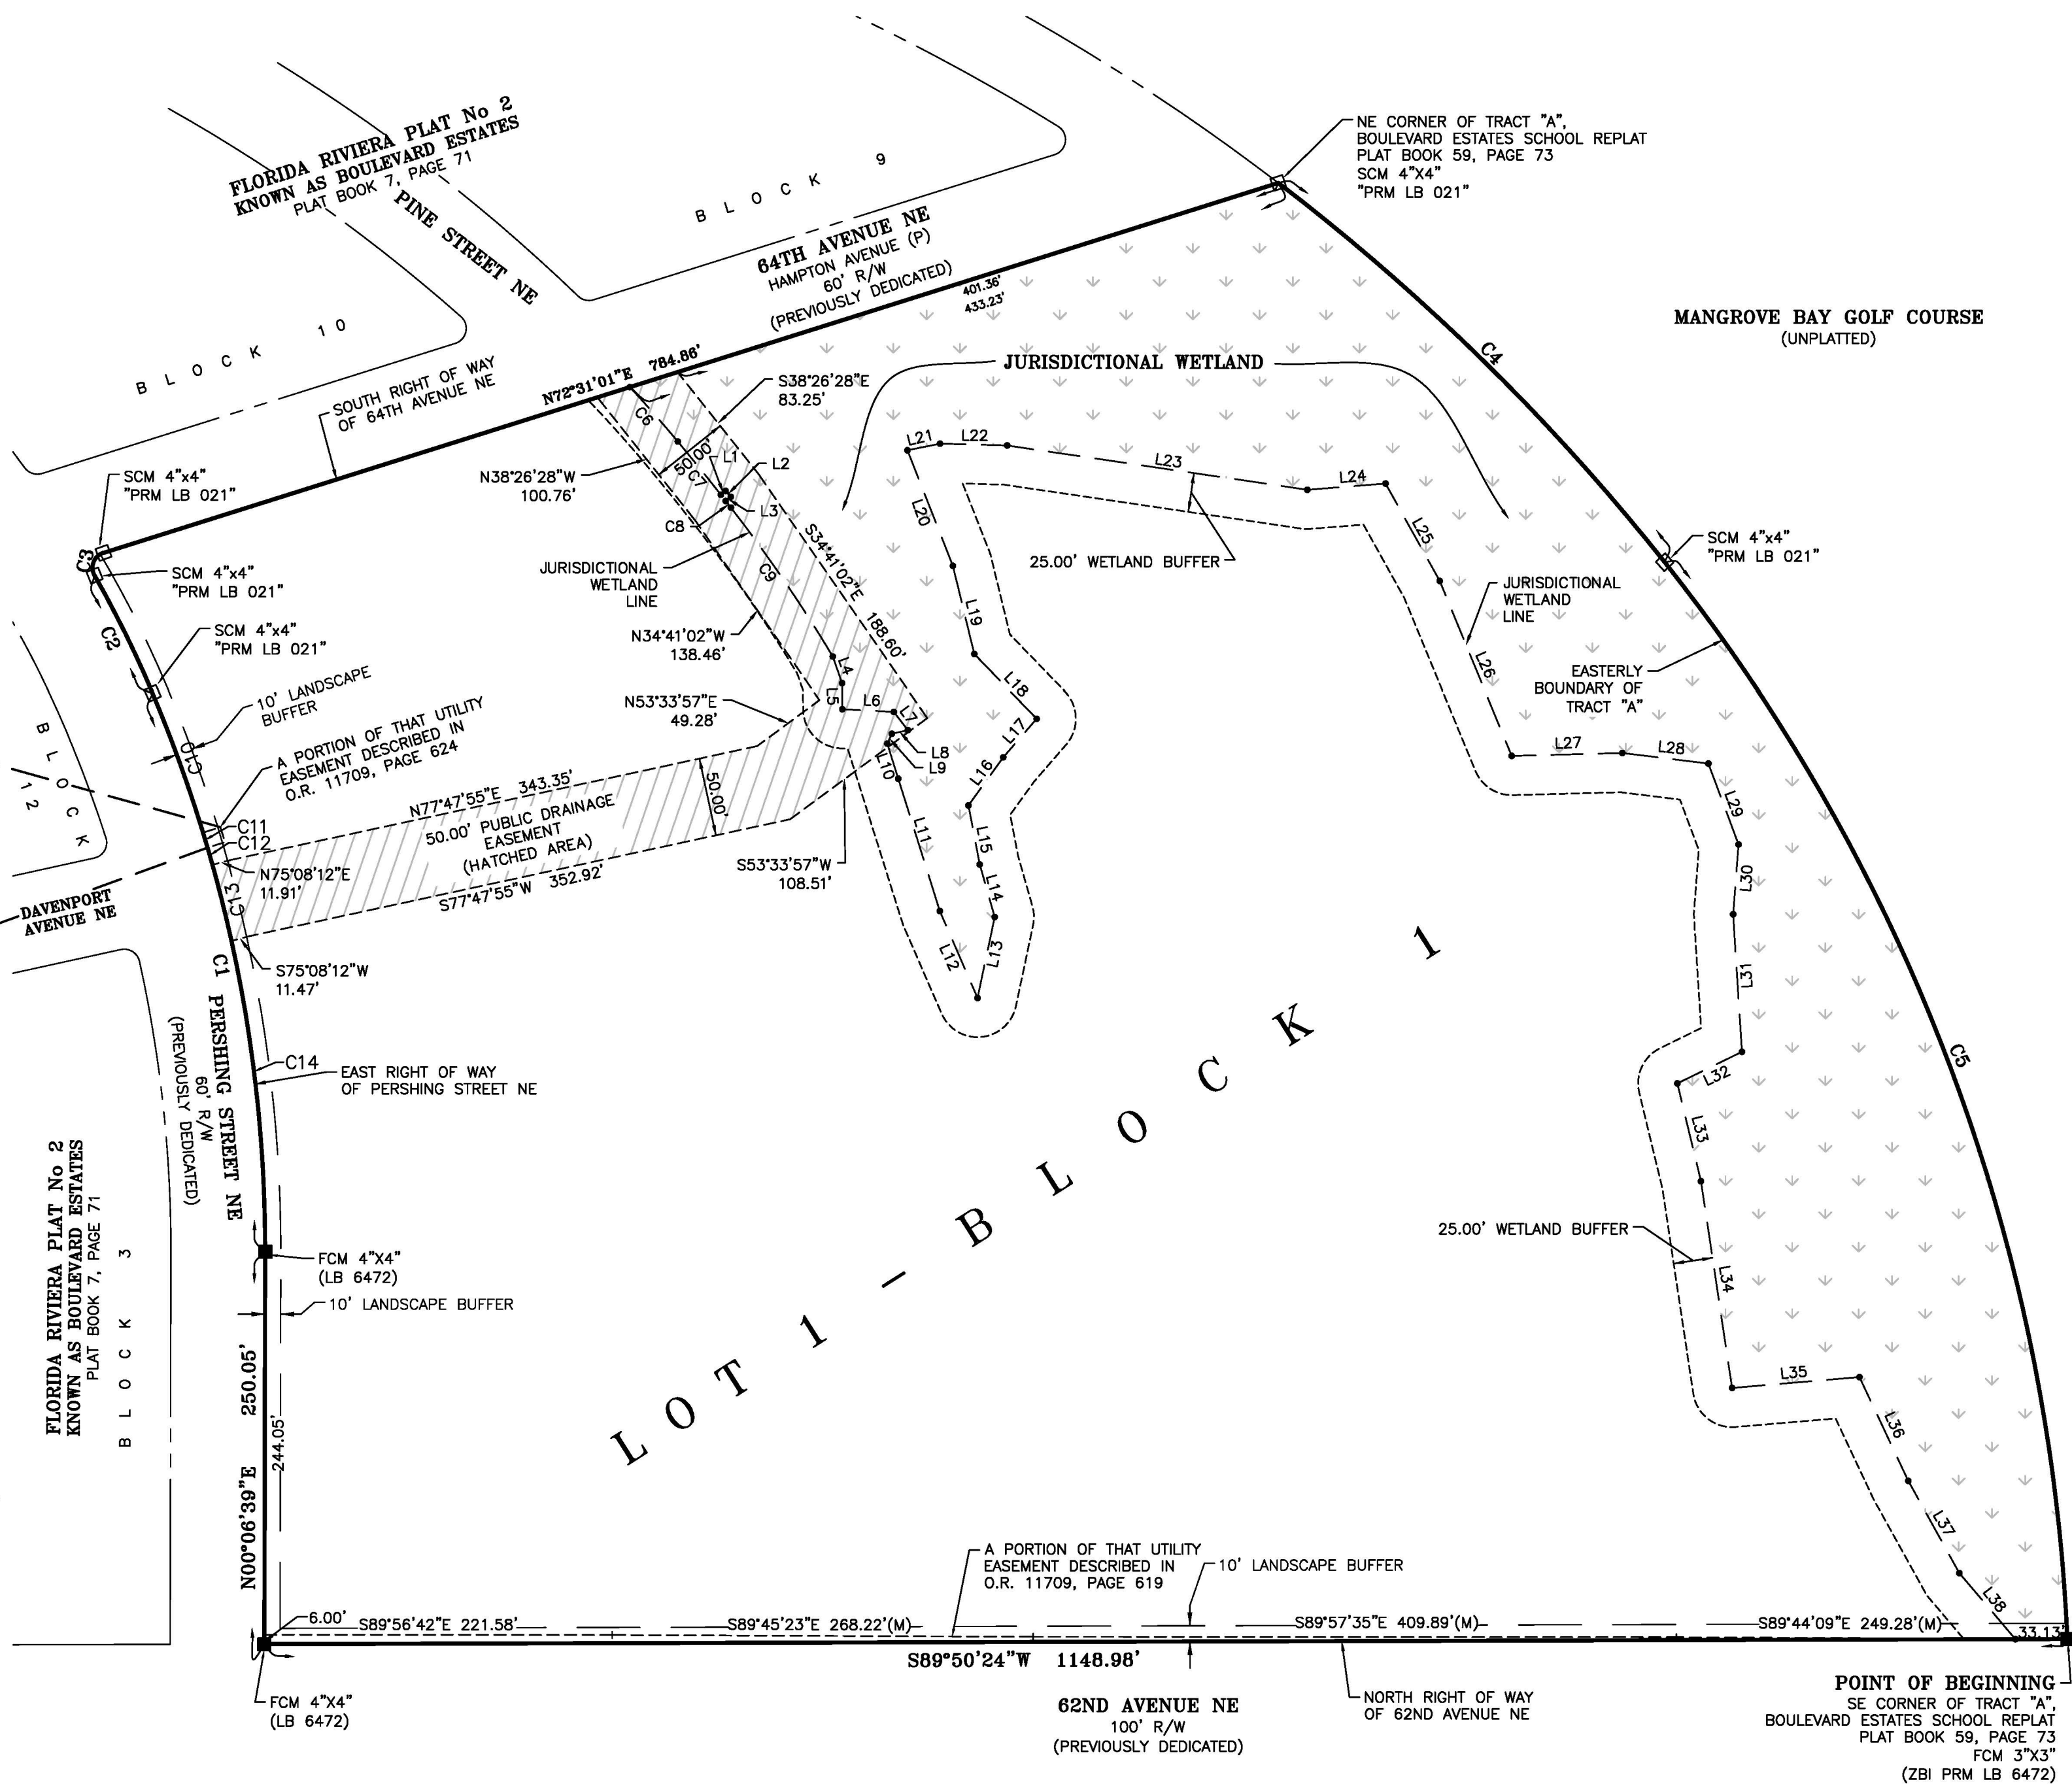 FLORIDA RIVIERA PLAT No 2
KNOWN AS BOULEVARD ESTATES
PLAT BOOK 7, PAGE 71
PINE STREET NE
BLOCK 9
64TH AVENUE NE
HAMPTON AVENUE (P)
60' R/W
(PREVIOUSLY DEDICATED)
401.36'
433.23'
NE CORNER OF TRACT "A",
BOULEVARD ESTATES SCHOOL REPLAT
PLAT BOOK 59, PAGE 73
SCM 4"X4"
"PRM LB 021"
MANGROVE BAY GOLF COURSE
(UNPLATTED)
BLOCK 10
SOUTH RIGHT OF WAY
OF 64TH AVENUE NE
N72°31'01"E 784.86'
JURISDICTIONAL WETLAND
C4
S38°26'28"E
83.25'
C6
50.00'
L1
L2
C7
L3
C8
N38°26'28"W
100.76'
L21
L22
L23
L24
L20
L25
SCM 4"x4"
"PRM LB 021"
C3
SCM 4"x4"
"PRM LB 021"
C2
SCM 4"x4"
"PRM LB 021"
JURISDICTIONAL
WETLAND
LINE
C9
S34°41'02"E 188.60'
25.00' WETLAND BUFFER
SCM 4"x4"
"PRM LB 021"
JURISDICTIONAL
WETLAND
LINE
N34°41'02"W
138.46'
L19
L18
L26
EASTERLY
BOUNDARY OF
TRACT "A"
10' LANDSCAPE
BUFFER
L4
L5
L6
L7
L8
L9
L10
L17
L16
L27
L28
L29
N53°33'57"E
49.28'
A PORTION OF THAT UTILITY
EASEMENT DESCRIBED IN
O.R. 11709, PAGE 624
C10
BLOCK
12
N77°47'55"E 343.35'
50.00' PUBLIC DRAINAGE
EASEMENT
(HATCHED AREA)
50.00'
C11
C12
N75°08'12"E
11.91'
C13
S77°47'55"W 352.92'
S53°33'57"W
108.51'
L11
L15
L14
L12
L13
L30
L31
DAVENPORT
AVENUE NE
C1
S75°08'12"W
11.47'
PERSHING STREET NE
60' R/W
(PREVIOUSLY DEDICATED)
C14
EAST RIGHT OF WAY
OF PERSHING STREET NE
C5
L32
L33
LOT 1 – BLOCK 1
FLORIDA RIVIERA PLAT No 2
KNOWN AS BOULEVARD ESTATES
PLAT BOOK 7, PAGE 71
BLOCK 3
FCM 4"X4"
(LB 6472)
10' LANDSCAPE BUFFER
25.00' WETLAND BUFFER
L34
N00°06'39"E 250.05'
244.05'
L35
L36
L37
L38
A PORTION OF THAT UTILITY
EASEMENT DESCRIBED IN
O.R. 11709, PAGE 619
10' LANDSCAPE BUFFER
6.00'
S89°56'42"E 221.58'
S89°45'23"E 268.22'(M)
S89°57'35"E 409.89'(M)
S89°44'09"E 249.28'(M)
33.13'
S89°50'24"W 1148.98'
FCM 4"X4"
(LB 6472)
62ND AVENUE NE
100' R/W
(PREVIOUSLY DEDICATED)
NORTH RIGHT OF WAY
OF 62ND AVENUE NE
POINT OF BEGINNING
SE CORNER OF TRACT "A",
BOULEVARD ESTATES SCHOOL REPLAT
PLAT BOOK 59, PAGE 73
FCM 3"X3"
(ZBI PRM LB 6472)